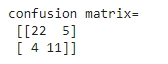 confusion matrix=
[[22  5]
 [ 4 11]]